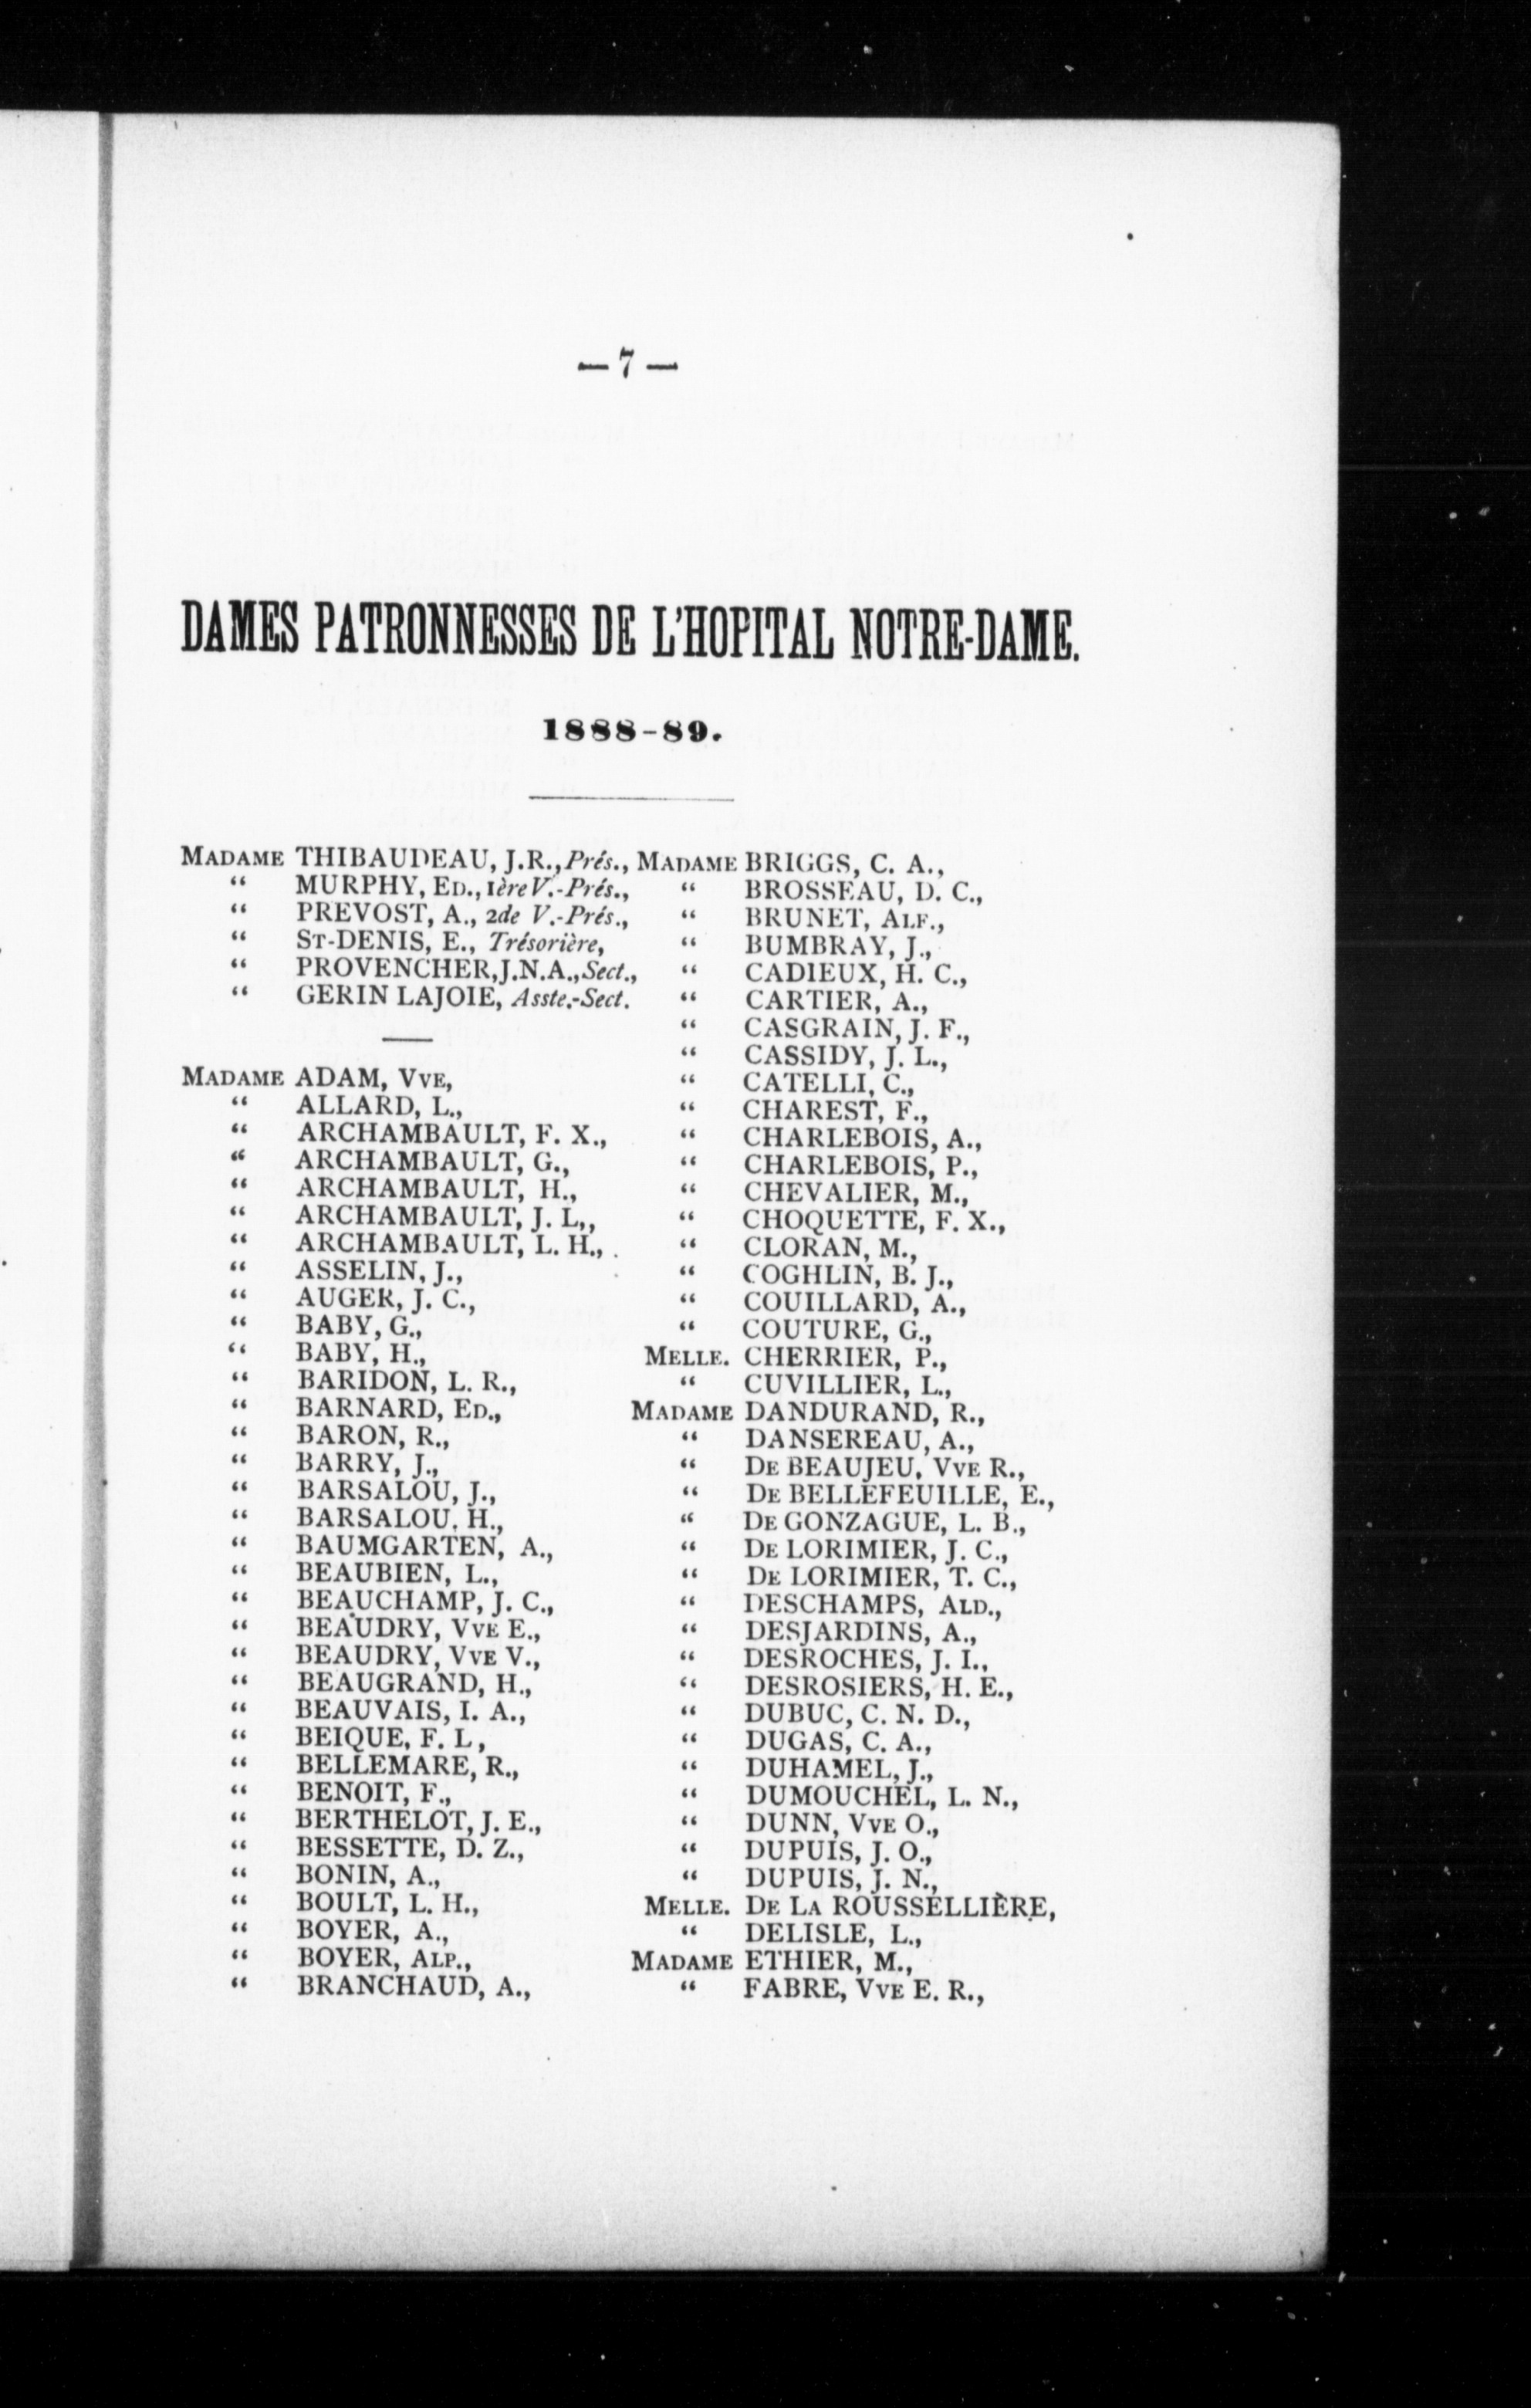 — 7 —
DAMES PATRONNESSES DE L'HOPITAL NOTRE-DAME.
1888-89.
MADAME THIBAUDEAU, J.R., Prés.,
“ MURPHY, ED., 1ère V.-Prés.,
“ PREVOST, A., 2de V.-Prés.,
“ ST-DENIS, E., Trésorière,
“ PROVENCHER, J.N.A., Sect.,
“ GERIN LAJOIE, Asste.-Sect.
MADAME ADAM, VVE,
“ ALLARD, L.,
“ ARCHAMBAULT, F. X.,
“ ARCHAMBAULT, G.,
“ ARCHAMBAULT, H.,
“ ARCHAMBAULT, J. L,,
“ ARCHAMBAULT, L. H.,
“ ASSELIN, J.,
“ AUGER, J. C.,
“ BABY, G.,
“ BABY, H.,
“ BARIDON, L. R.,
“ BARNARD, ED.,
“ BARON, R.,
“ BARRY, J.,
“ BARSALOU, J.,
“ BARSALOU, H.,
“ BAUMGARTEN, A.,
“ BEAUBIEN, L.,
“ BEAUCHAMP, J. C.,
“ BEAUDRY, VVE E.,
“ BEAUDRY, VVE V.,
“ BEAUGRAND, H.,
“ BEAUVAIS, I. A.,
“ BEIQUE, F. L,
“ BELLEMARE, R.,
“ BENOIT, F.,
“ BERTHELOT, J. E.,
“ BESSETTE, D. Z.,
“ BONIN, A.,
“ BOULT, L. H.,
“ BOYER, A.,
“ BOYER, ALP.,
“ BRANCHAUD, A.,
MADAME BRIGGS, C. A.,
“ BROSSEAU, D. C.,
“ BRUNET, ALF.,
“ BUMBRAY, J.,
“ CADIEUX, H. C.,
“ CARTIER, A.,
“ CASGRAIN, J. F.,
“ CASSIDY, J. L.,
“ CATELLI, C.,
“ CHAREST, F.,
“ CHARLEBOIS, A.,
“ CHARLEBOIS, P.,
“ CHEVALIER, M.,
“ CHOQUETTE, F. X.,
“ CLORAN, M.,
“ COGHLIN, B. J.,
“ COUILLARD, A.,
“ COUTURE, G.,
MELLE. CHERRIER, P.,
“ CUVILLIER, L.,
MADAME DANDURAND, R.,
“ DANSEREAU, A.,
“ DE BEAUJEU, VVE R.,
“ DE BELLEFEUILLE, E.,
“ DE GONZAGUE, L. B.,
“ DE LORIMIER, J. C.,
“ DE LORIMIER, T. C.,
“ DESCHAMPS, ALD.,
“ DESJARDINS, A.,
“ DESROCHES, J. I.,
“ DESROSIERS, H. E.,
“ DUBUC, C. N. D.,
“ DUGAS, C. A.,
“ DUHAMEL, J.,
“ DUMOUCHEL, L. N.,
“ DUNN, VVE O.,
“ DUPUIS, J. O.,
“ DUPUIS, J. N.,
MELLE. DE LA ROUSSELLIÈRE,
“ DELISLE, L.,
MADAME ETHIER, M.,
“ FABRE, VVE E. R.,